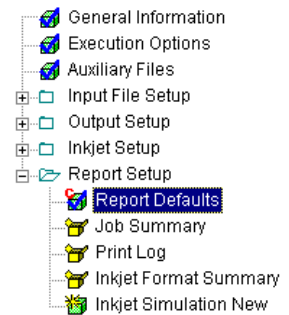 General Information
Execution Options
Auxiliary Files
Input File Setup
Output Setup
Inkjet Setup
Report Setup
C Report Defaults
Job Summary
Print Log
Inkjet Format Summary
Inkjet Simulation New